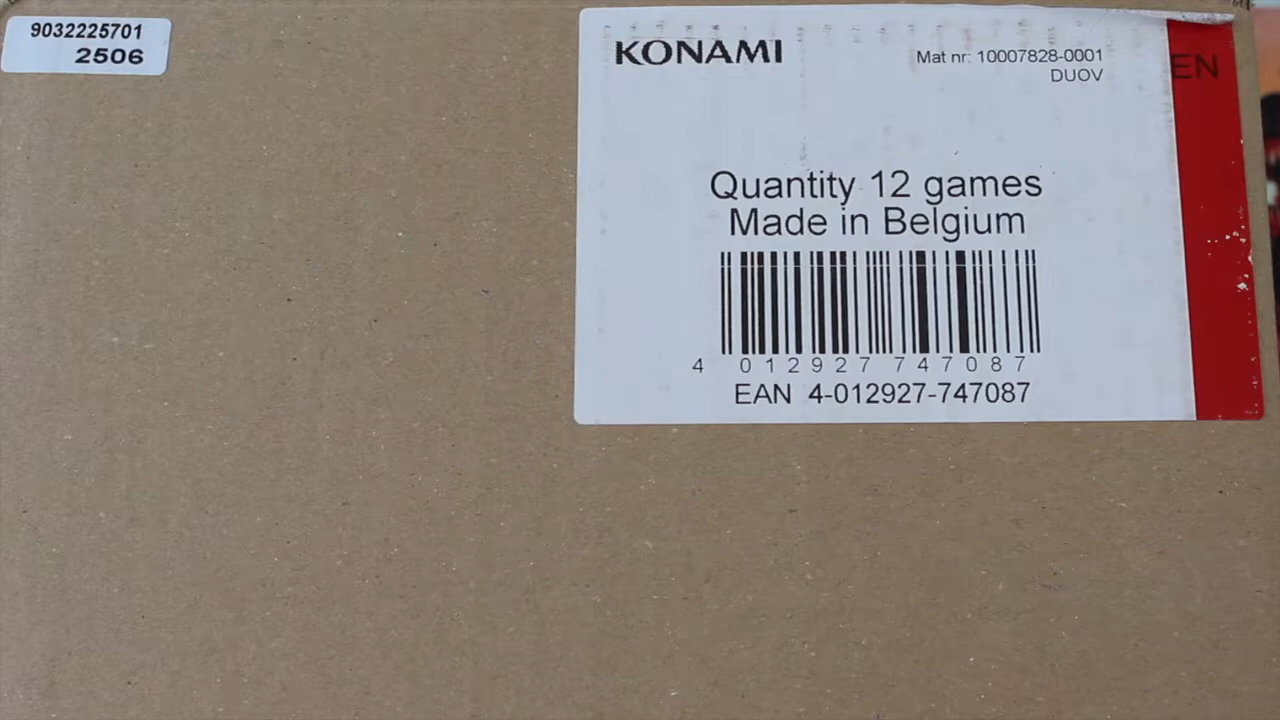 9032225701
2506
KONAMI
Mat nr: 10007828-0001
DUOV
EN
Quantity 12 games
Made in Belgium
4 012927 747087
EAN 4-012927-747087